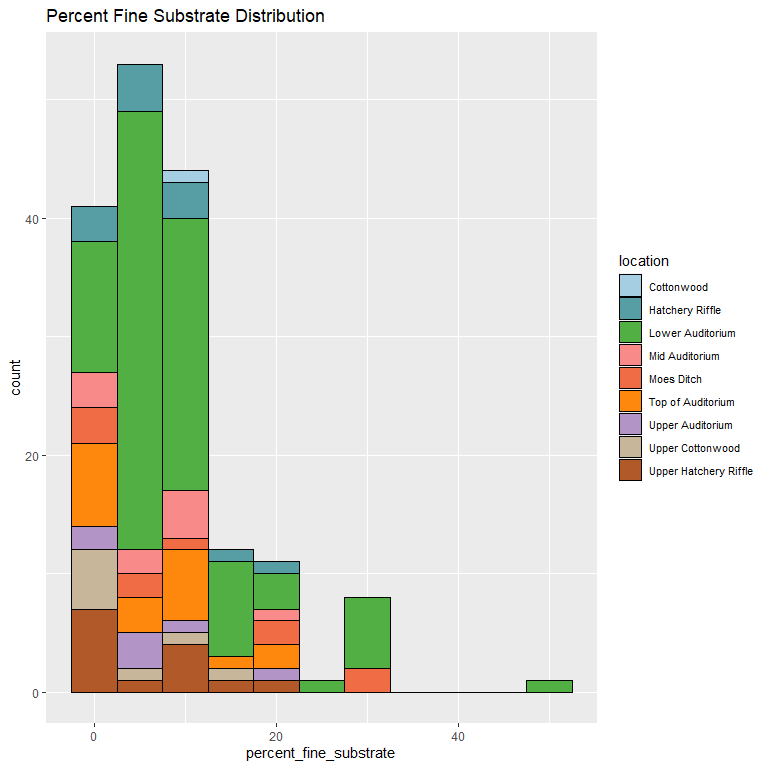 Percent Fine Substrate Distribution
count
40
20
0
0
20
40
percent_fine_substrate
location
Cottonwood
Hatchery Riffle
Lower Auditorium
Mid Auditorium
Moes Ditch
Top of Auditorium
Upper Auditorium
Upper Cottonwood
Upper Hatchery Riffle